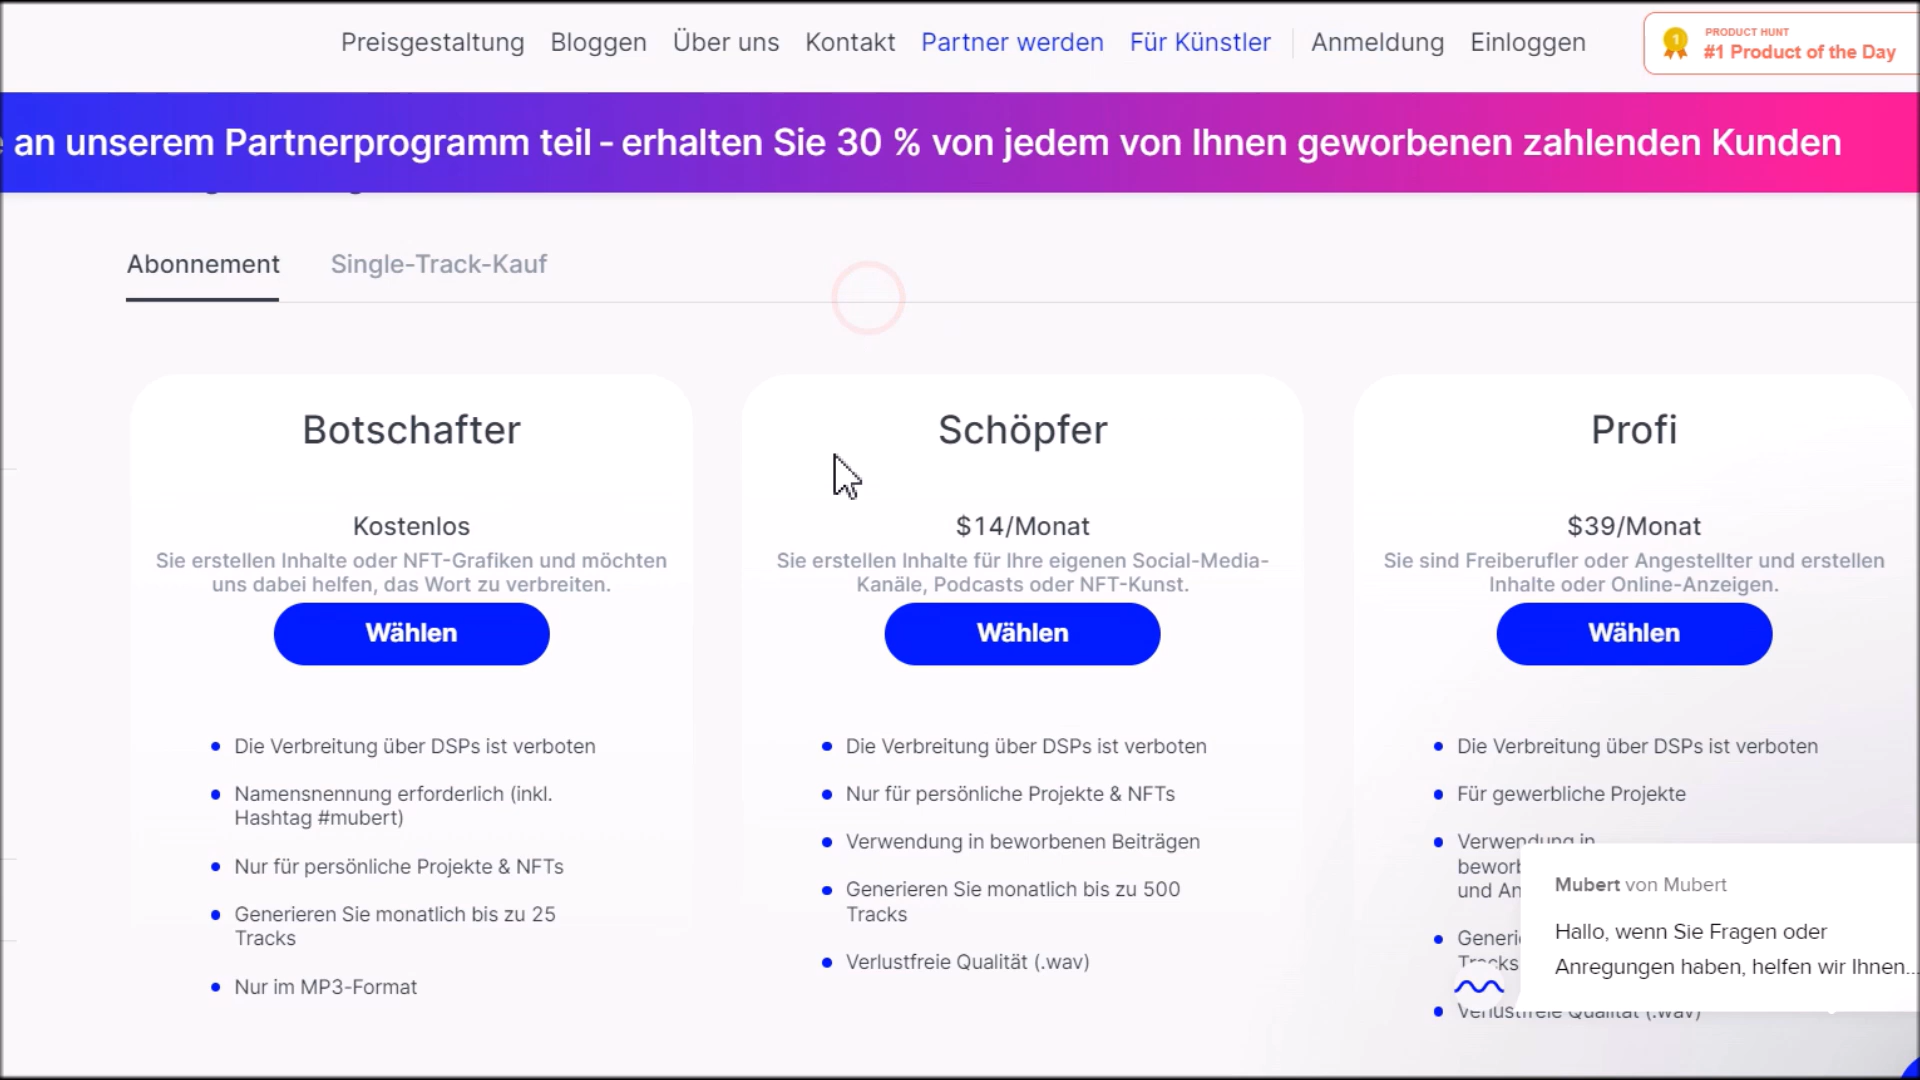 Preisgestaltung Bloggen Über uns Kontakt Partner werden Für Künstler Anmeldung Einloggen
1 PRODUCT HUNT
#1 Product of the Day
an unserem Partnerprogramm teil - erhalten Sie 30 % von jedem von Ihnen geworbenen zahlenden Kunden
Abonnement Single-Track-Kauf
Botschafter
Kostenlos
Sie erstellen Inhalte oder NFT-Grafiken und möchten
uns dabei helfen, das Wort zu verbreiten.
Wählen
Die Verbreitung über DSPs ist verboten
Namensnennung erforderlich (inkl.
Hashtag #mubert)
Nur für persönliche Projekte & NFTs
Generieren Sie monatlich bis zu 25
Tracks
Nur im MP3-Format
Schöpfer
$14/Monat
Sie erstellen Inhalte für Ihre eigenen Social-Media-
Kanäle, Podcasts oder NFT-Kunst.
Wählen
Die Verbreitung über DSPs ist verboten
Nur für persönliche Projekte & NFTs
Verwendung in beworbenen Beiträgen
Generieren Sie monatlich bis zu 500
Tracks
Verlustfreie Qualität (.wav)
Profi
$39/Monat
Sie sind Freiberufler oder Angestellter und erstellen
Inhalte oder Online-Anzeigen.
Wählen
Die Verbreitung über DSPs ist verboten
Für gewerbliche Projekte
Verwendung in
und
Tracks
Verlustfreie Qualität (.wav)
Mubert von Mubert
Hallo, wenn Sie Fragen oder
Anregungen haben, helfen wir Ihnen...